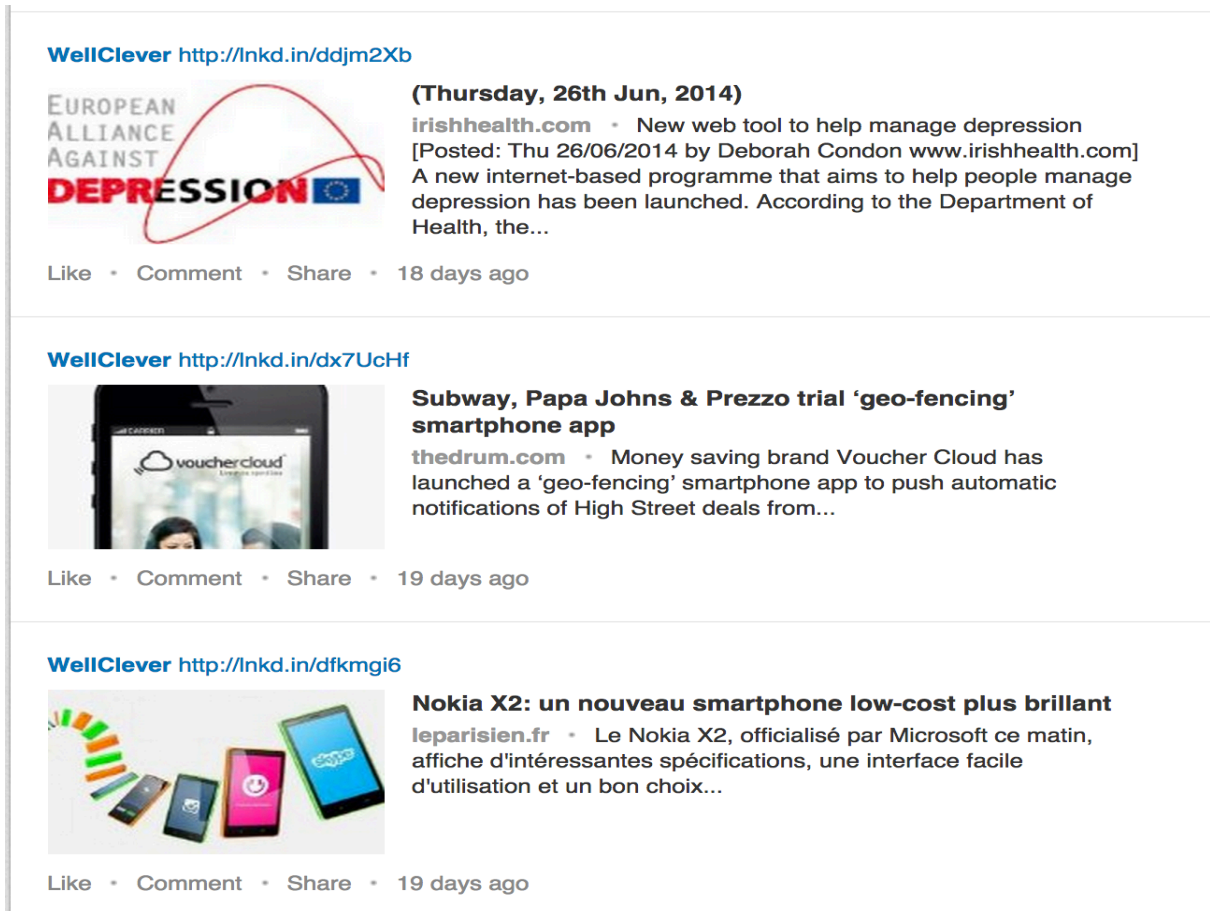 WellClever http://lnkd.in/ddjm2Xb
EUROPEAN
ALLIANCE
AGAINST
DEPRESSION
(Thursday, 26th Jun, 2014)
irishhealth.com • New web tool to help manage depression
[Posted: Thu 26/06/2014 by Deborah Condon www.irishhealth.com]
A new internet-based programme that aims to help people manage
depression has been launched. According to the Department of
Health, the...
Like • Comment • Share • 18 days ago
WellClever http://lnkd.in/dx7UcHf
CARRIER
vouchercloud
Subway, Papa Johns & Prezzo trial ‘geo-fencing’
smartphone app
thedrum.com • Money saving brand Voucher Cloud has
launched a ‘geo-fencing’ smartphone app to push automatic
notifications of High Street deals from...
Like • Comment • Share • 19 days ago
WellClever http://lnkd.in/dfkmgi6
skype
Nokia X2: un nouveau smartphone low-cost plus brillant
leparisien.fr • Le Nokia X2, officialisé par Microsoft ce matin,
affiche d'intéressantes spécifications, une interface facile
d'utilisation et un bon choix...
Like • Comment • Share • 19 days ago